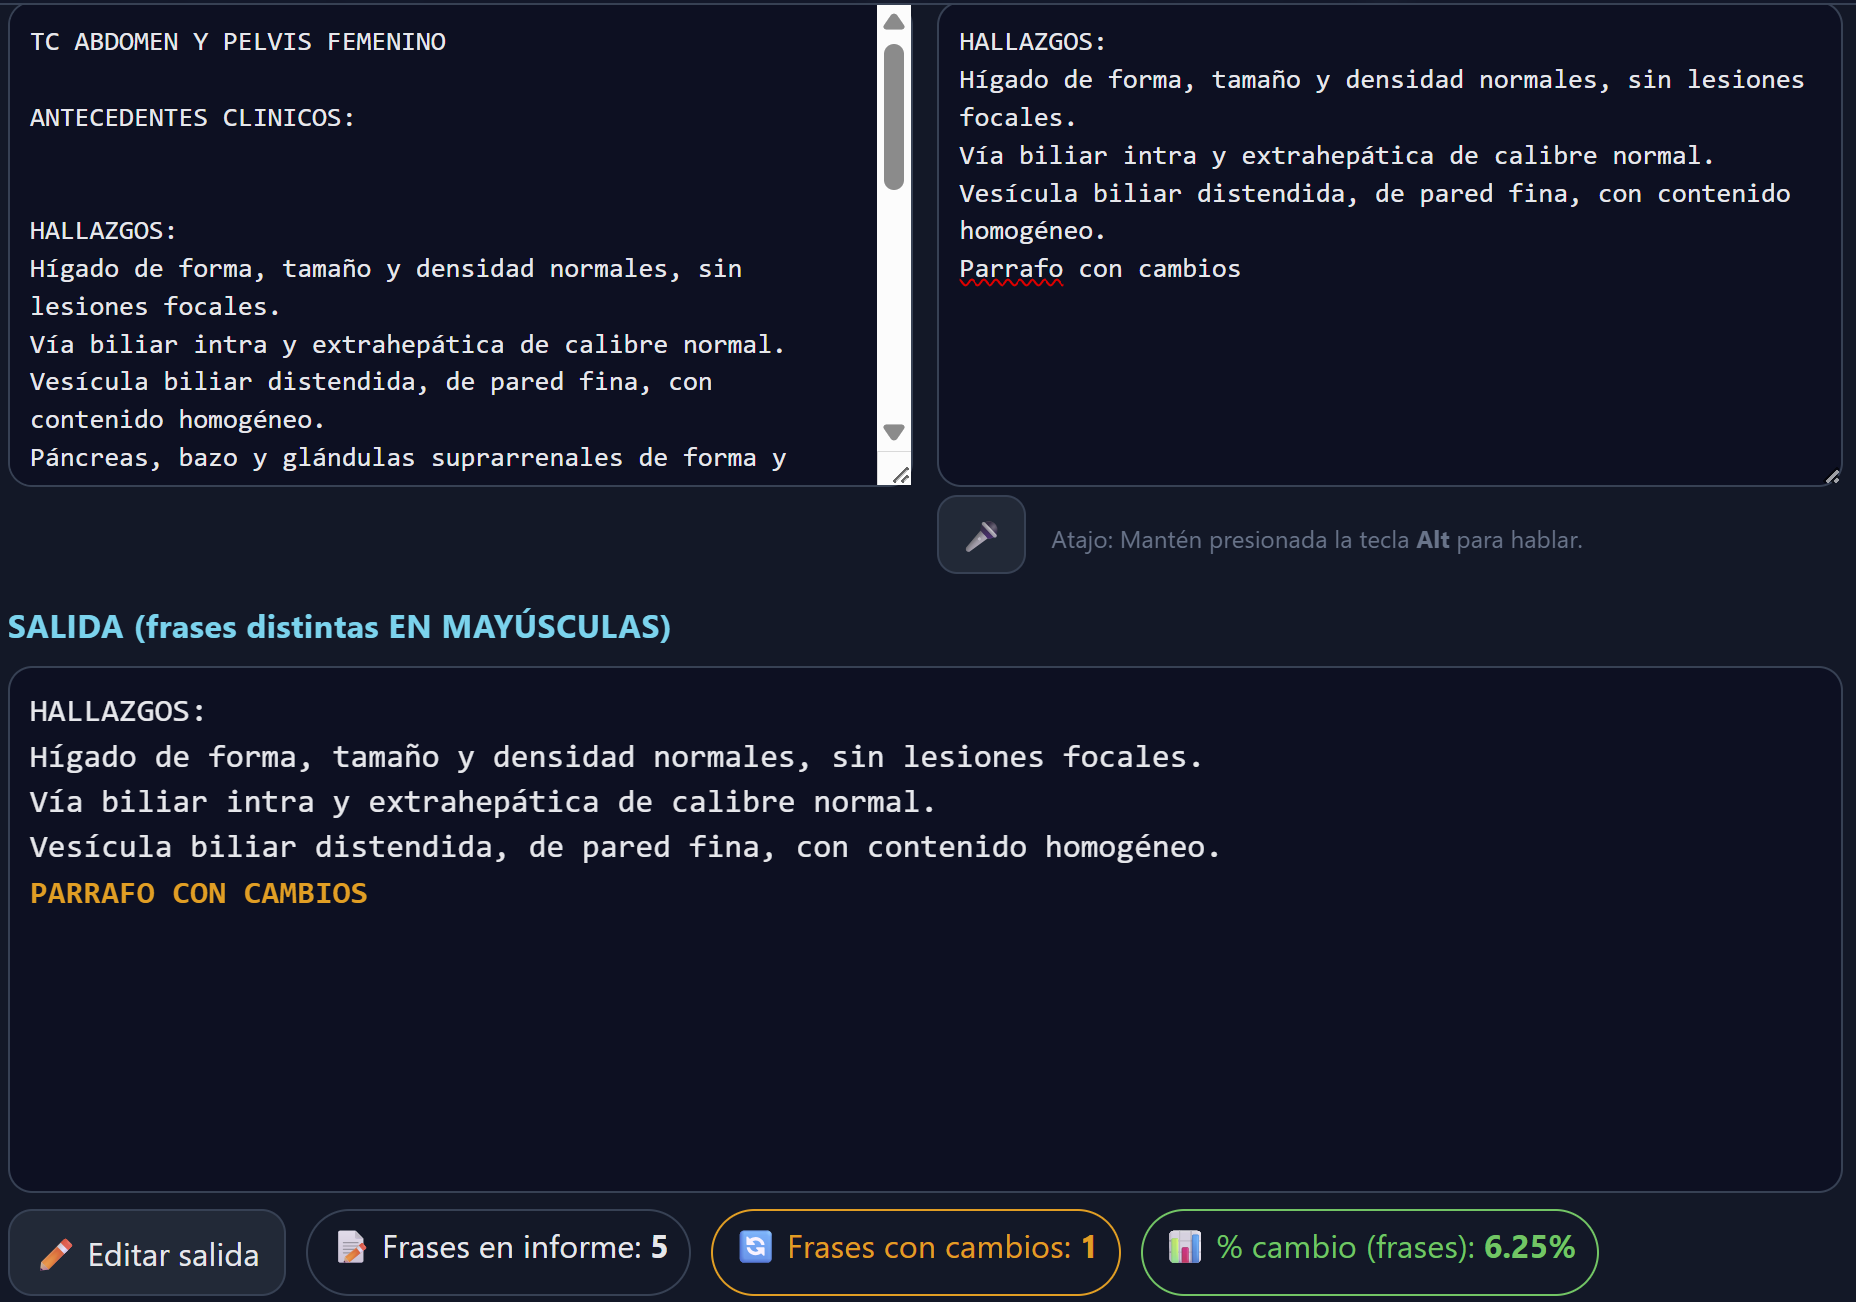 TC ABDOMEN Y PELVIS FEMENINO
ANTECEDENTES CLINICOS:
HALLAZGOS:
Hígado de forma, tamaño y densidad normales, sin
lesiones focales.
Vía biliar intra y extrahepática de calibre normal.
Vesícula biliar distendida, de pared fina, con
contenido homogéneo.
Páncreas, bazo y glándulas suprarrenales de forma y
HALLAZGOS:
Hígado de forma, tamaño y densidad normales, sin lesiones
focales.
Vía biliar intra y extrahepática de calibre normal.
Vesícula biliar distendida, de pared fina, con contenido
homogéneo.
Parrafo con cambios
Atajo: Mantén presionada la tecla Alt para hablar.
SALIDA (frases distintas EN MAYÚSCULAS)
HALLAZGOS:
Hígado de forma, tamaño y densidad normales, sin lesiones focales.
Vía biliar intra y extrahepática de calibre normal.
Vesícula biliar distendida, de pared fina, con contenido homogéneo.
PARRAFO CON CAMBIOS
Editar salida
Frases en informe: 5
Frases con cambios: 1
% cambio (frases): 6.25%